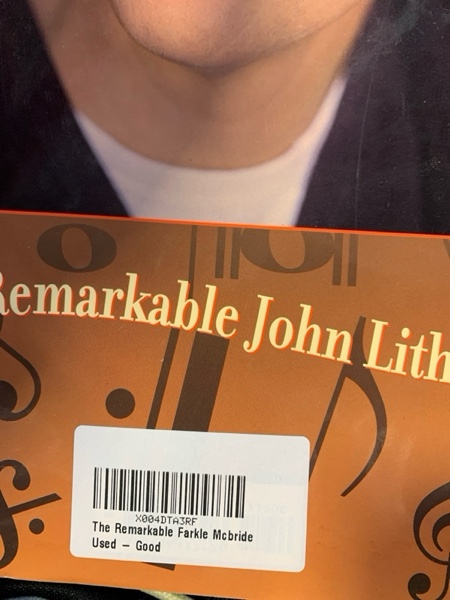 Remarkable John Lith
X004DTA3RF
The Remarkable Farkle Mcbride
Used – Good